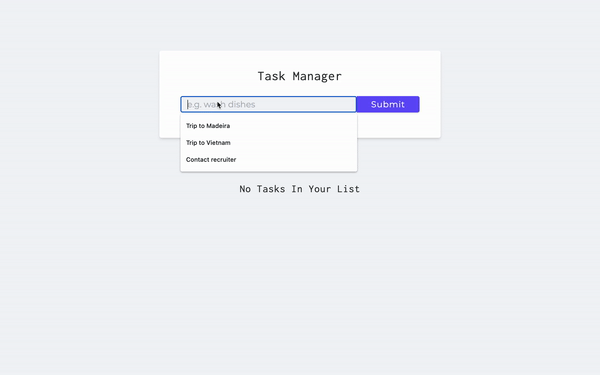 Task Manager
e.g. wash dishes
Submit
Trip to Madeira
Trip to Vietnam
Contact recruiter
No Tasks In Your List